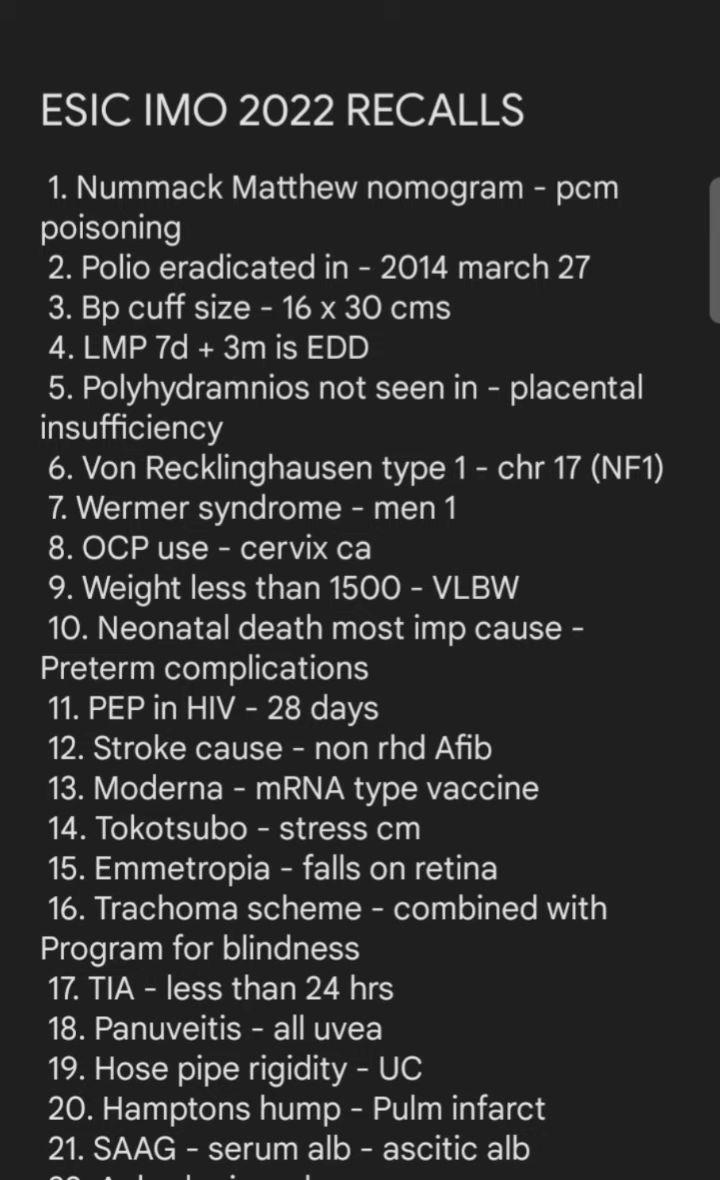 ESIC IMO 2022 RECALLS
1. Nummack Matthew nomogram - pcm
poisoning
2. Polio eradicated in - 2014 march 27
3. Bp cuff size - 16 x 30 cms
4. LMP 7d + 3m is EDD
5. Polyhydramnios not seen in - placental
insufficiency
6. Von Recklinghausen type 1 - chr 17 (NF1)
7. Wermer syndrome - men 1
8. OCP use - cervix ca
9. Weight less than 1500 - VLBW
10. Neonatal death most imp cause -
Preterm complications
11. PEP in HIV - 28 days
12. Stroke cause - non rhd Afib
13. Moderna - mRNA type vaccine
14. Tokotsubo - stress cm
15. Emmetropia - falls on retina
16. Trachoma scheme - combined with
Program for blindness
17. TIA - less than 24 hrs
18. Panuveitis - all uvea
19. Hose pipe rigidity - UC
20. Hamptons hump - Pulm infarct
21. SAAG - serum alb - ascitic alb